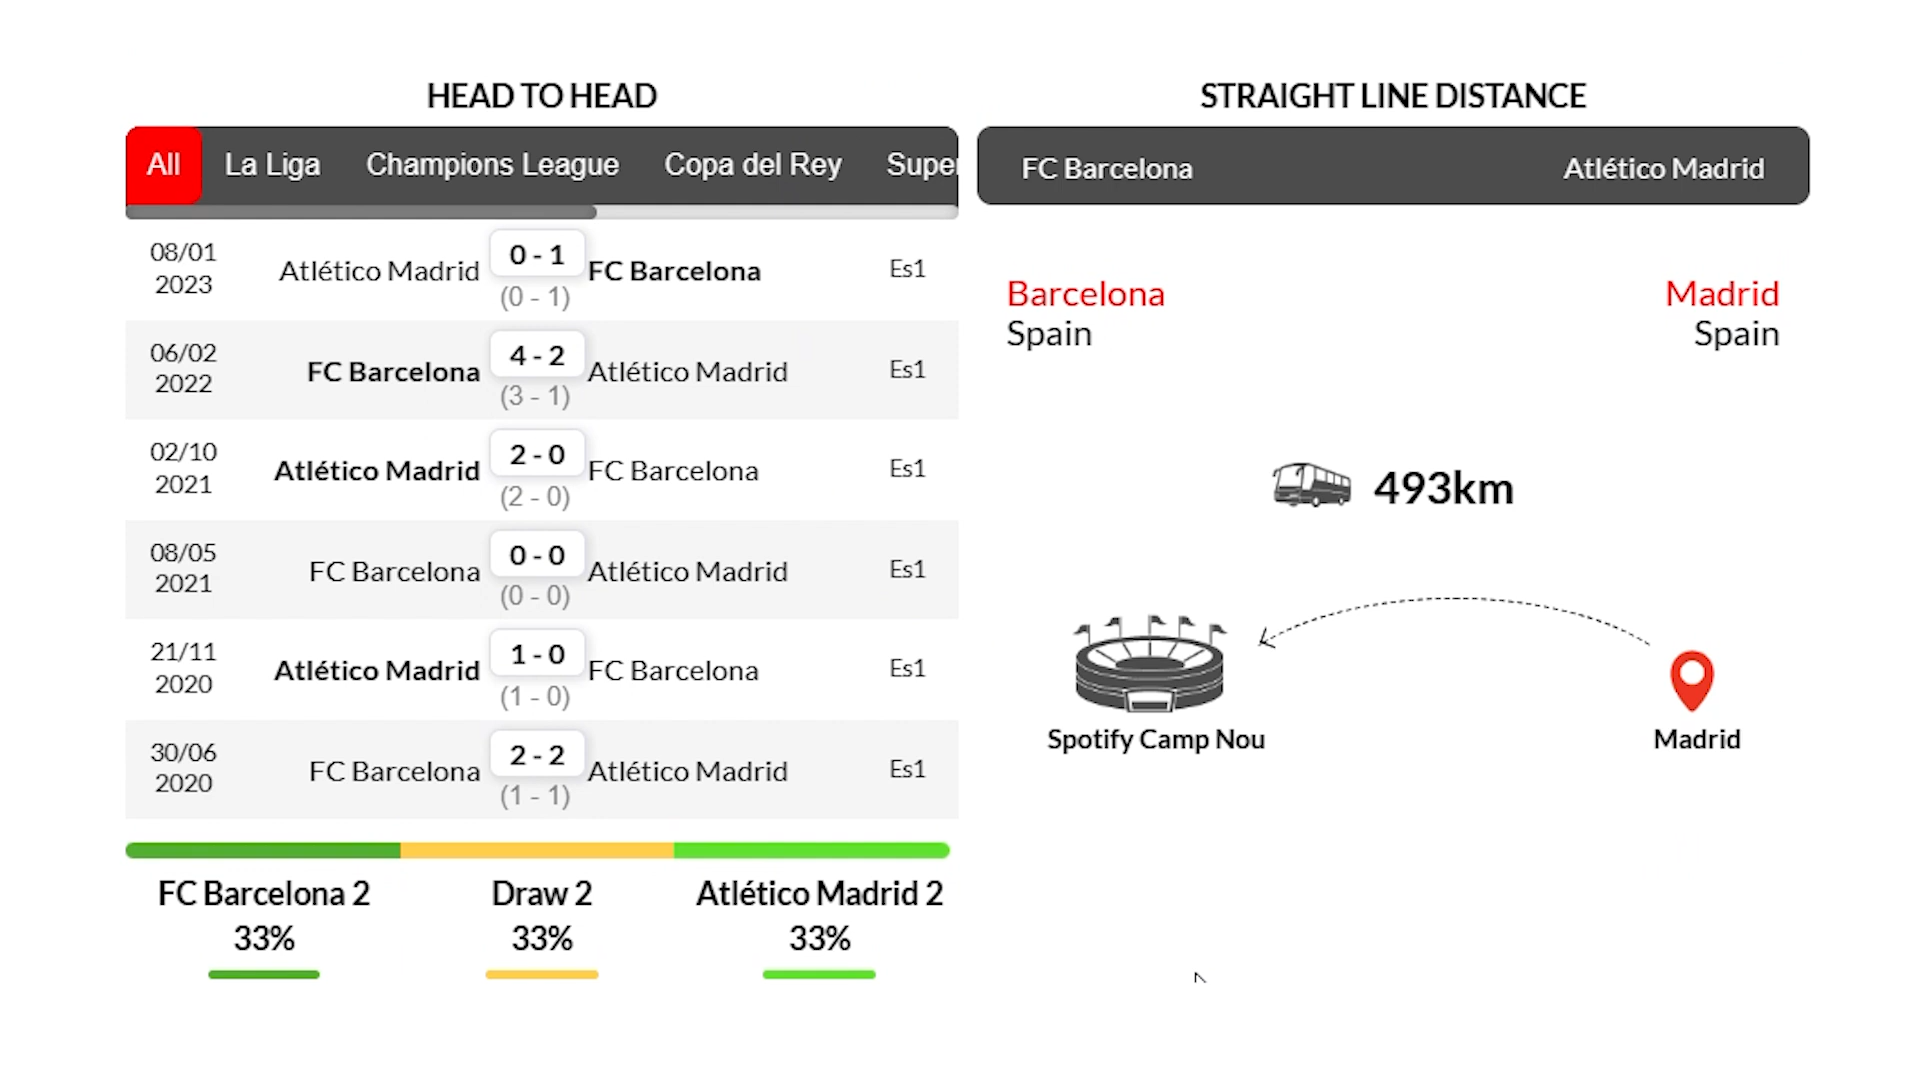 HEAD TO HEAD
All La Liga Champions League Copa del Rey Super
08/01
2023
Atlético Madrid 0 - 1 FC Barcelona Es1
(0 - 1)
06/02
2022
FC Barcelona 4 - 2 Atlético Madrid Es1
(3 - 1)
02/10
2021
Atlético Madrid 2 - 0 FC Barcelona Es1
(2 - 0)
08/05
2021
FC Barcelona 0 - 0 Atlético Madrid Es1
(0 - 0)
21/11
2020
Atlético Madrid 1 - 0 FC Barcelona Es1
(1 - 0)
30/06
2020
FC Barcelona 2 - 2 Atlético Madrid Es1
(1 - 1)
FC Barcelona 2 Draw 2 Atlético Madrid 2
33% 33% 33%
STRAIGHT LINE DISTANCE
FC Barcelona Atlético Madrid
Barcelona Madrid
Spain Spain
493km
Spotify Camp Nou Madrid